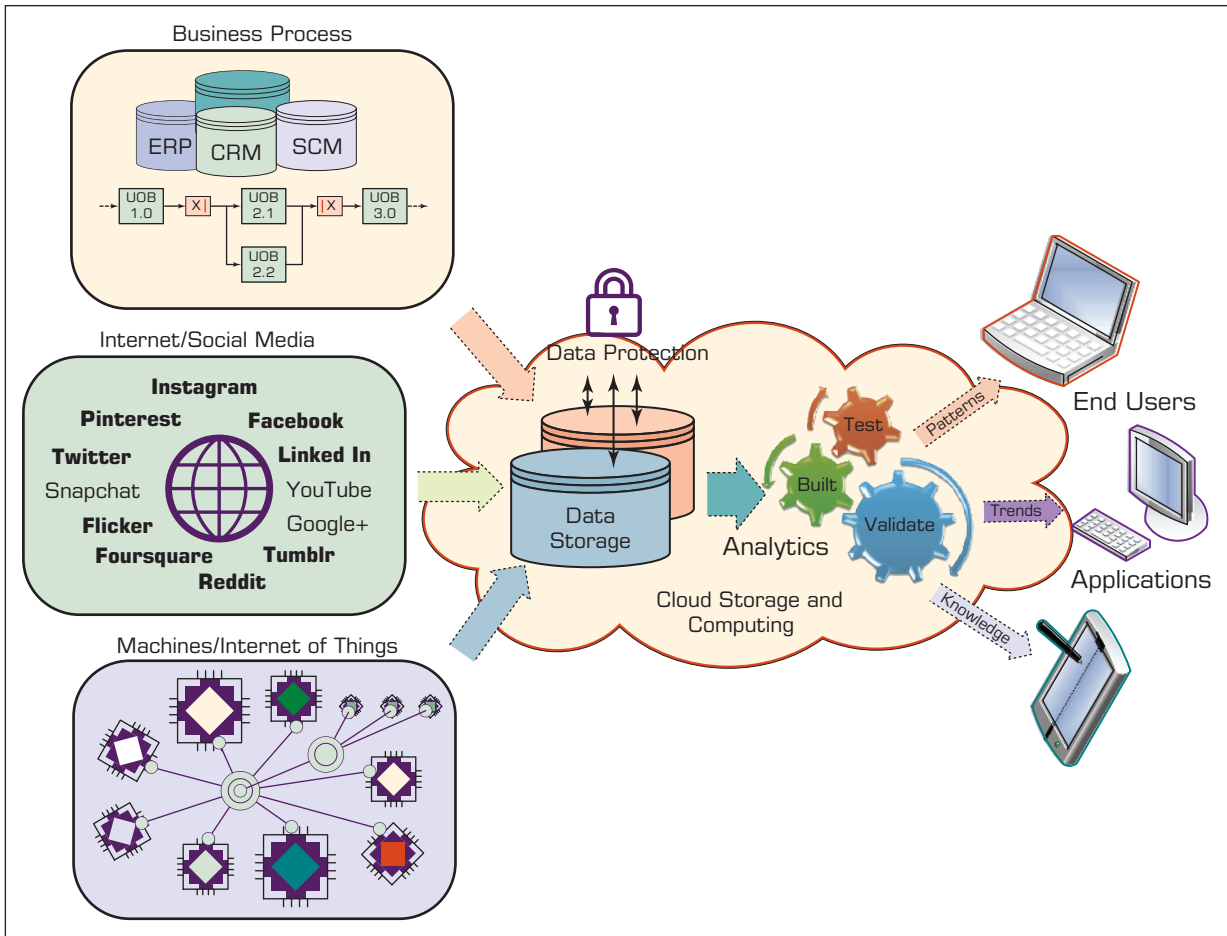 Business Process
ERP
CRM
SCM
UOB
1.0
X
UOB
2.1
X
UOB
3.0
UOB
2.2
Internet/Social Media
Instagram
Pinterest
Facebook
Twitter
Linked In
Snapchat
YouTube
Flicker
Google+
Foursquare
Tumblr
Reddit
Machines/Internet of Things
Data Protection
Data
Storage
Analytics
Test
Built
Validate
Cloud Storage and
Computing
Patterns
Trends
Knowledge
End Users
Applications